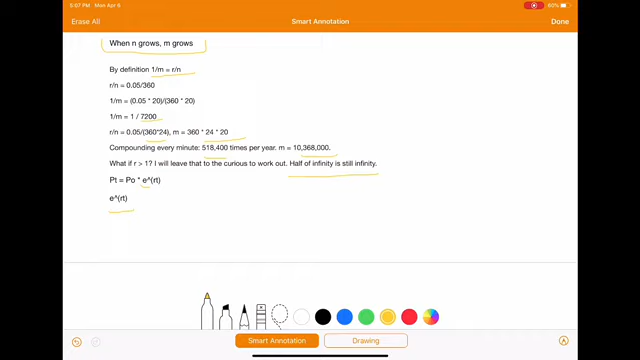 5:07 PM Mon Apr 6
60%
Erase All
Smart Annotation
Done
When n grows, m grows
By definition 1/m = r/n
r/n = 0.05/360
1/m = (0.05 * 20)/(360 * 20)
1/m = 1 / 7200
r/n = 0.05/(360*24), m = 360 * 24 * 20
Compounding every minute: 518,400 times per year. m = 10,368,000.
What if r > 1? I will leave that to the curious to work out. Half of infinity is still infinity.
Pt = Po * e^(rt)
e^(rt)
Smart Annotation
Drawing